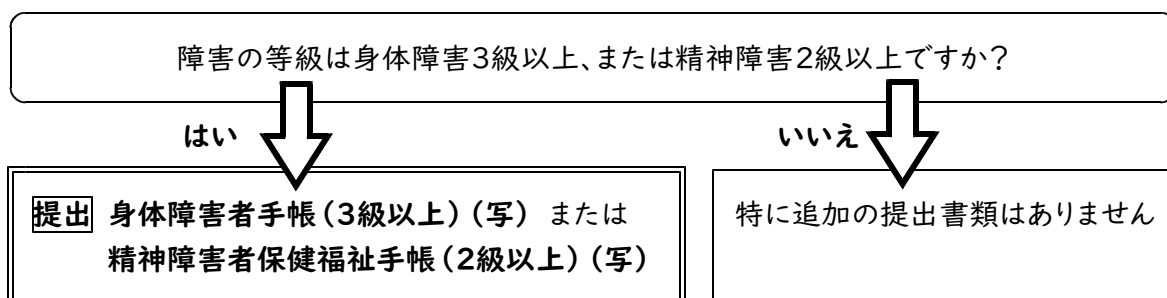 障害の等級は身体障害3級以上、または精神障害2級以上ですか？
はい
いいえ
提出 身体障害者手帳（3級以上）（写） または
精神障害者保健福祉手帳（2級以上）（写）
特に追加の提出書類はありません